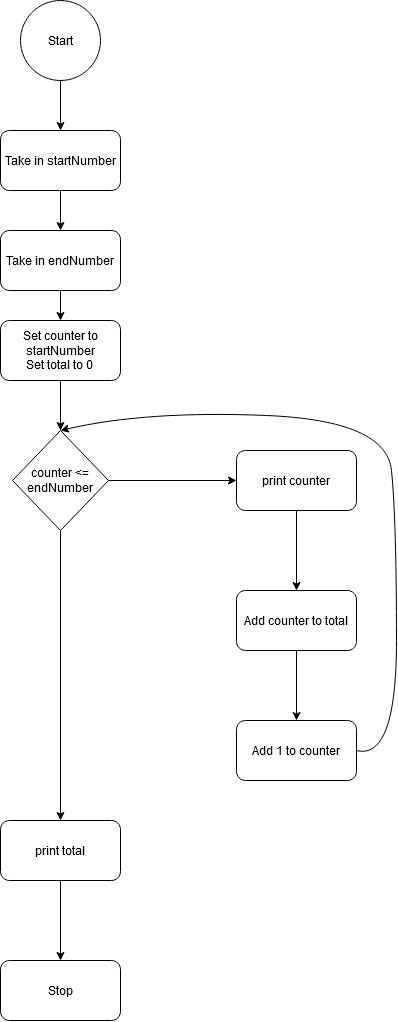 Start
Take in startNumber
Take in endNumber
Set counter to
startNumber
Set total to 0
counter <=
endNumber
print counter
Add counter to total
Add 1 to counter
print total
Stop